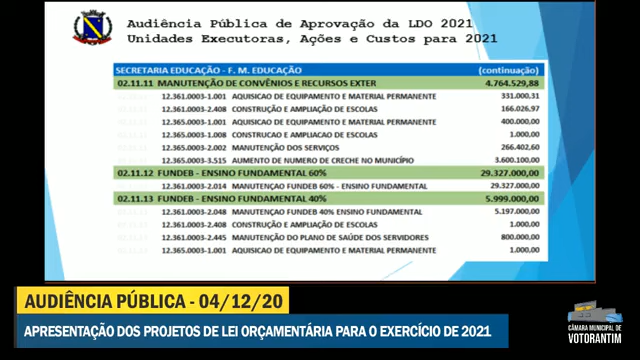 Audiência Pública de Aprovação da LDO 2021
Unidades Executoras, Ações e Custos para 2021
SECRETARIA EDUCAÇÃO - F. M. EDUCAÇÃO (continuação)
02.11.11 MANUTENÇÃO DE CONVÊNIOS E RECURSOS EXTER 4.764.529,88
12.361.0003-1.001 AQUISICAO DE EQUIPAMENTO E MATERIAL PERMANENTE 331.000,31
12.361.0003-2.408 CONSTRUÇÃO E AMPLIAÇÃO DE ESCOLAS 166.026,97
12.365.0003-1.001 AQUISICAO DE EQUIPAMENTO E MATERIAL PERMANENTE 400.000,00
12.365.0003-1.008 CONSTRUCAO E AMPLIACAO DE ESCOLAS 1.000,00
12.365.0003-2.002 MANUTENÇÃO DOS SERVIÇOS 266.402,60
12.365.0003-3.515 AUMENTO DE NUMERO DE CRECHE NO MUNICÍPIO 3.600.100,00
02.11.12 FUNDEB - ENSINO FUNDAMENTAL 60% 29.327.000,00
12.361.0003-2.014 MANUTENÇAO FUNDEB 60% - ENSINO FUNDAMENTAL 29.327.000,00
02.11.13 FUNDEB - ENSINO FUNDAMENTAL 40% 5.999.000,00
12.361.0003-2.048 MANUTENÇAO FUNDEB 40% ENSINO FUNDAMENTAL 5.197.000,00
12.361.0003-2.408 CONSTRUÇÃO E AMPLIAÇÃO DE ESCOLAS 1.000,00
12.361.0003-2.445 MANUTENÇÃO DO PLANO DE SAÚDE DOS SERVIDORES 800.000,00
12.365.0003-1.001 AQUISICAO DE EQUIPAMENTO E MATERIAL PERMANENTE 1.000,00
AUDIÊNCIA PÚBLICA - 04/12/20
APRESENTAÇÃO DOS PROJETOS DE LEI ORÇAMENTÁRIA PARA O EXERCÍCIO DE 2021
CÂMARA MUNICIPAL DE
VOTORANTIM